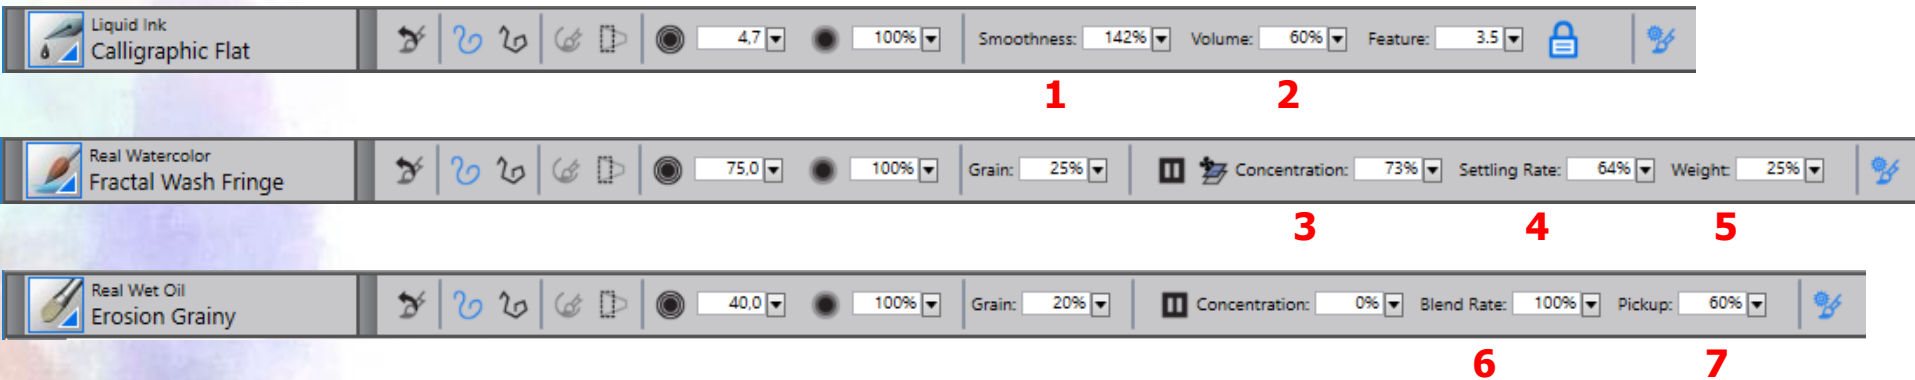 Liquid Ink
Calligraphic Flat
4,7 100% Smoothness: 142% Volume: 60% Feature: 3.5
1 2
Real Watercolor
Fractal Wash Fringe
75,0 100% Grain: 25% Concentration: 73% Settling Rate: 64% Weight: 25%
3 4 5
Real Wet Oil
Erosion Grainy
40,0 100% Grain: 20% Concentration: 0% Blend Rate: 100% Pickup: 60%
6 7